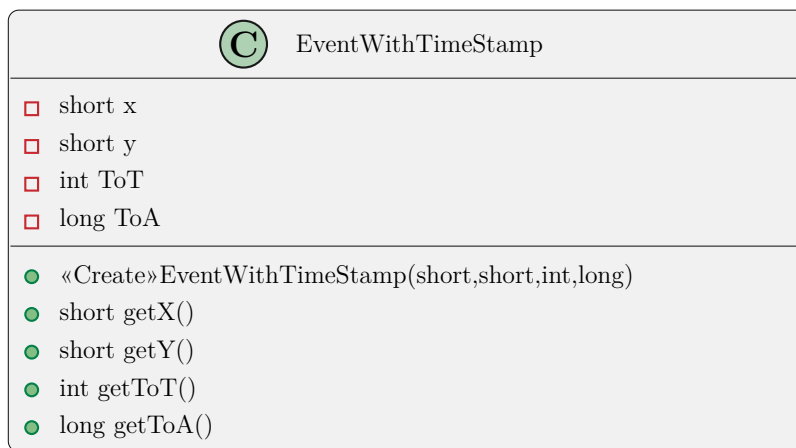 C EventWithTimeStamp
short x
short y
int ToT
long ToA
«Create»EventWithTimeStamp(short,short,int,long)
short getX()
short getY()
int getToT()
long getToA()